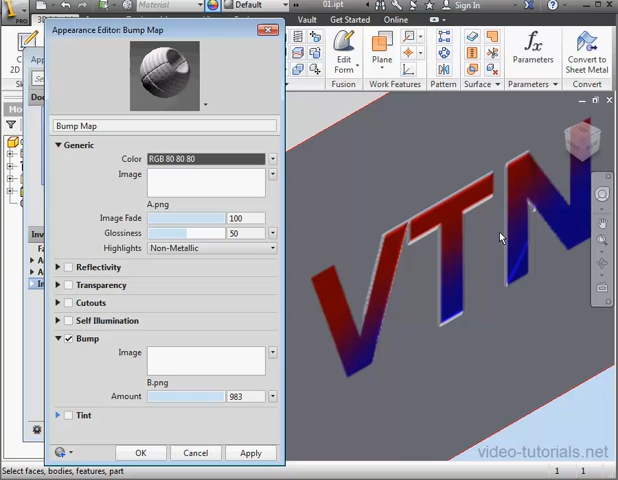 Material
Default
01.ipt
Sign In
PRO
Vault
Get Started
Online
Appearance Editor: Bump Map
2D
Edit
Form
Plane
Parameters
Convert to
Sheet Metal
Fusion
Work Features
Pattern
Surface
Convert
Bump Map
Generic
Color
RGB 80 80 80
Image
A.png
Image Fade
100
Glossiness
50
Highlights
Non-Metallic
Reflectivity
Transparency
Cutouts
Self Illumination
Bump
Image
B.png
Amount
983
Tint
OK
Cancel
Apply
VTN
video-tutorials.net
Select faces, bodies, features, part
1
1